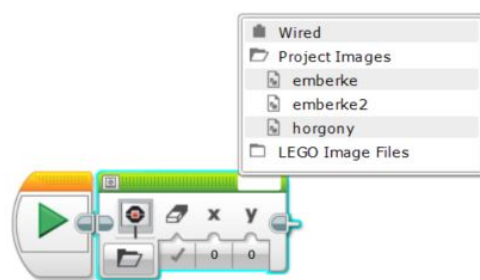 Wired
Project Images
emberke
emberke2
horgony
LEGO Image Files
x y
0 0